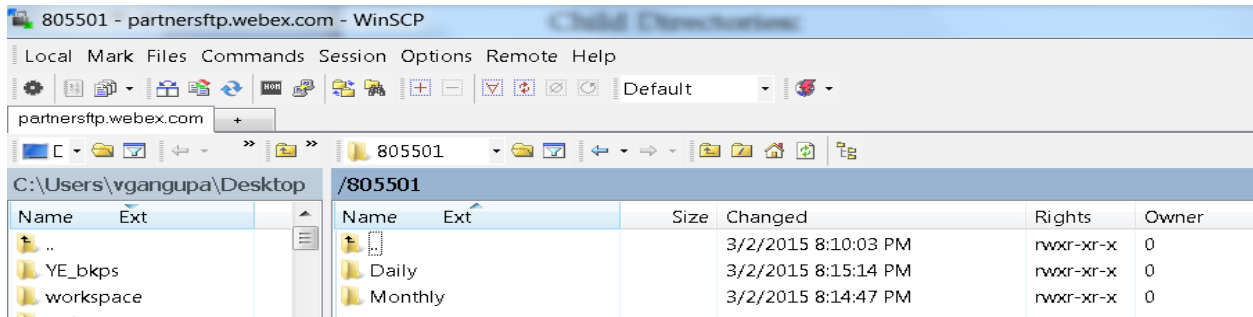 805501 - partnersftp.webex.com - WinSCP
Child Directories:
Local Mark Files Commands Session Options Remote Help
Default
partnersftp.webex.com +
805501
C:\Users\vgangupa\Desktop /805501
Name Ext Name Ext Size Changed Rights Owner
.. .. 3/2/2015 8:10:03 PM rwxr-xr-x 0
YE_bkps Daily 3/2/2015 8:15:14 PM rwxr-xr-x 0
workspace Monthly 3/2/2015 8:14:47 PM rwxr-xr-x 0